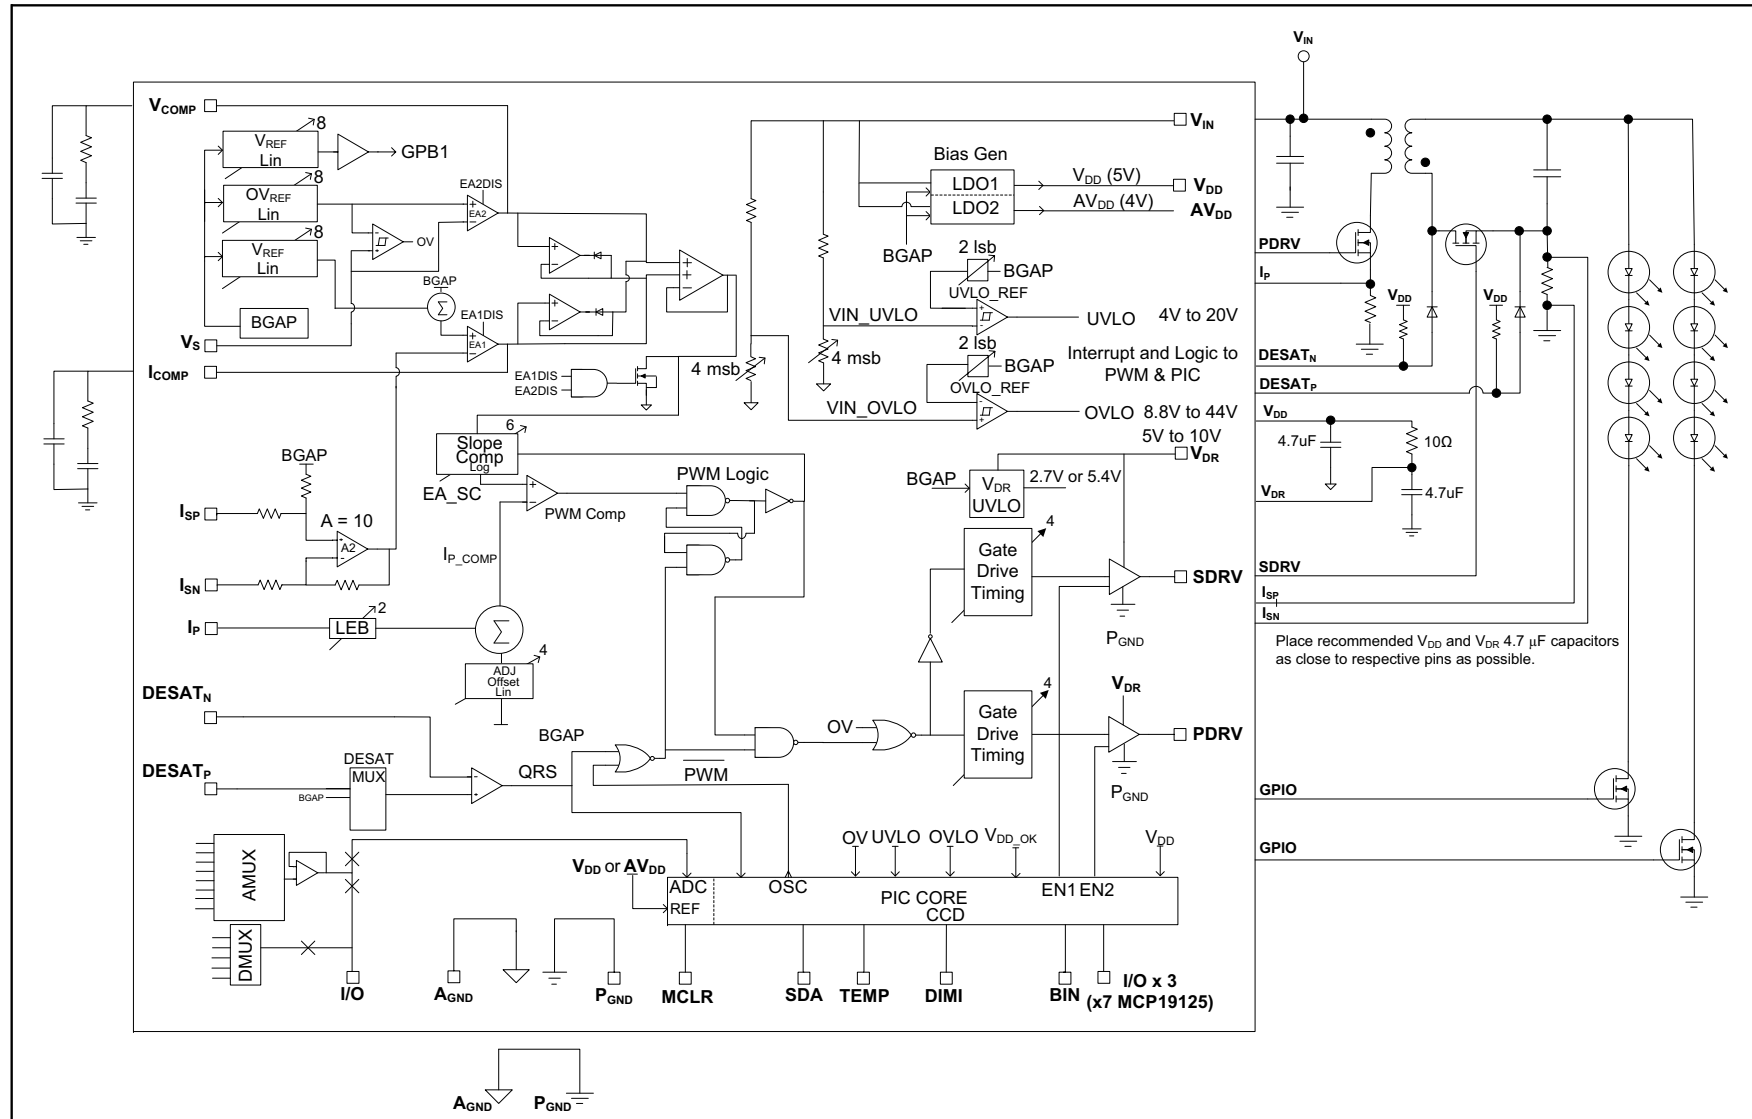 V_IN
V_COMP
8
V_REF
Lin
GPB1
8
OV_REF
Lin
8
V_REF
Lin
BGAP
V_S
I_COMP
OV
EA2DIS
EA2
BGAP
Σ
EA1DIS
EA1
EA1DIS
EA2DIS
4 msb
4 msb
V_IN
Bias Gen
LDO1
LDO2
V_DD (5V)
AV_DD (4V)
V_DD
AV_DD
BGAP
2 lsb
BGAP
UVLO_REF
VIN_UVLO
UVLO
4V to 20V
2 lsb
BGAP
OVLO_REF
Interrupt and Logic to
PWM & PIC
VIN_OVLO
OVLO
8.8V to 44V
5V to 10V
V_DR
BGAP
V_DR
UVLO
2.7V or 5.4V
6
Slope
Comp
Log
EA_SC
PWM Comp
PWM Logic
BGAP
I_SP
A = 10
A2
I_SN
I_P_COMP
I_P
LEB
2
Σ
4
ADJ
Offset
Lin
4
Gate
Drive
Timing
SDRV
P_GND
4
Gate
Drive
Timing
V_DR
PDRV
P_GND
OV
DESAT_N
DESAT_P
DESAT
MUX
BGAP
QRS
BGAP
PWM
AMUX
DMUX
I/O
V_DD or AV_DD
OV
UVLO
OVLO
V_DD_OK
V_DD
ADC
REF
OSC
PIC CORE
CCD
EN1
EN2
A_GND
P_GND
MCLR
SDA
TEMP
DIMI
BIN
I/O x 3
(x7 MCP19125)
A_GND
P_GND
PDRV
I_P
V_DD
V_DD
DESAT_N
DESAT_P
V_DD
4.7uF
10Ω
V_DR
4.7uF
SDRV
I_SP
I_SN
Place recommended V_DD and V_DR 4.7 µF capacitors
as close to respective pins as possible.
GPIO
GPIO